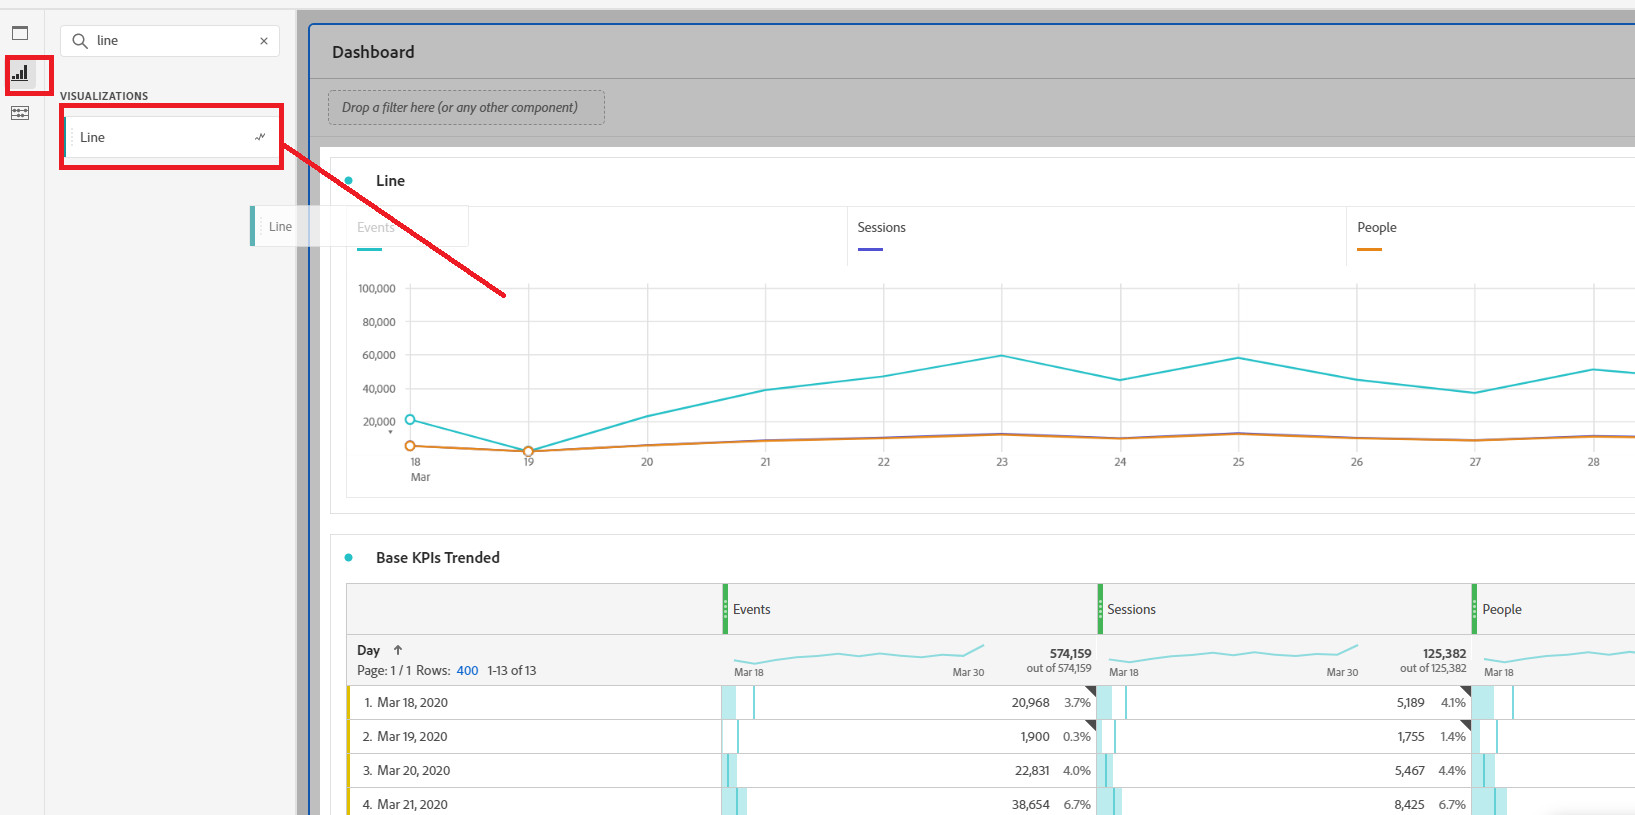 line
VISUALIZATIONS
Line
Line
Dashboard
Drop a filter here (or any other component)
Line
Events
Sessions
People
100,000
80,000
60,000
40,000
20,000
18 19 20 21 22 23 24 25 26 27 28
Mar
Base KPIs Trended
Events Sessions People
Day ↑
Page: 1 / 1 Rows: 400 1-13 of 13
Mar 18 Mar 30 574,159 out of 574,159
Mar 18 Mar 30 125,382 out of 125,382
Mar 18
1. Mar 18, 2020 20,968 3.7% 5,189 4.1%
2. Mar 19, 2020 1,900 0.3% 1,755 1.4%
3. Mar 20, 2020 22,831 4.0% 5,467 4.4%
4. Mar 21, 2020 38,654 6.7% 8,425 6.7%